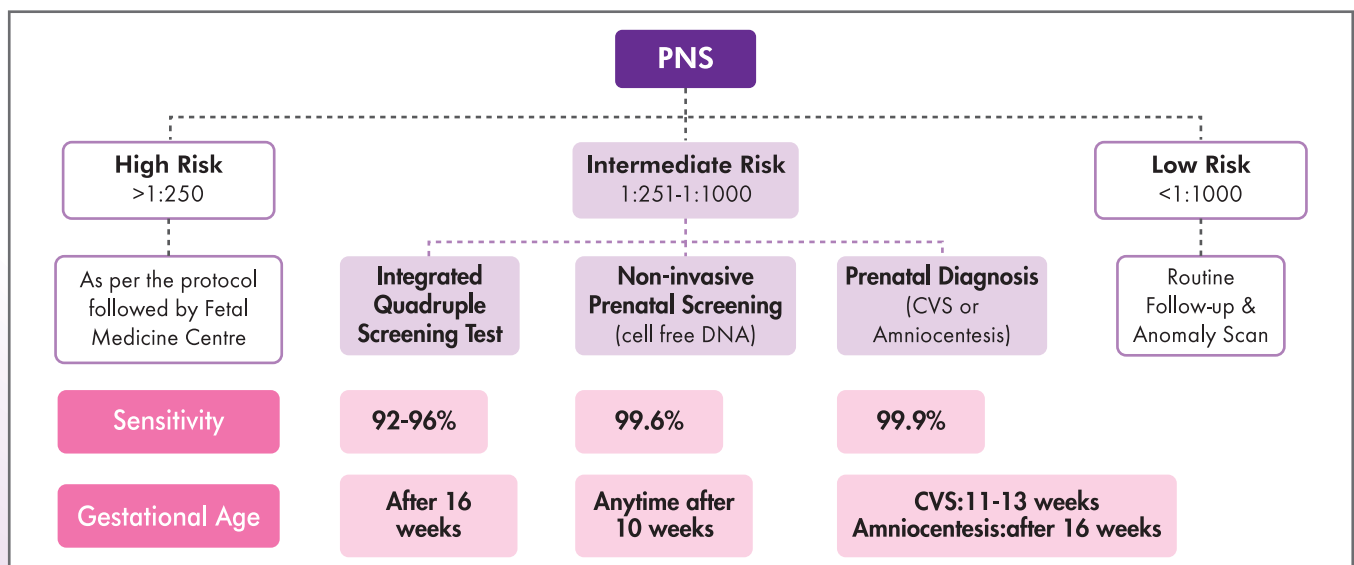 PNS
High Risk
>1:250
Intermediate Risk
1:251-1:1000
Low Risk
<1:1000
As per the protocol
followed by Fetal
Medicine Centre
Integrated
Quadruple
Screening Test
Non-invasive
Prenatal Screening
(cell free DNA)
Prenatal Diagnosis
(CVS or
Amniocentesis)
Routine
Follow-up &
Anomaly Scan
Sensitivity
92-96%
99.6%
99.9%
Gestational Age
After 16
weeks
Anytime after
10 weeks
CVS:11-13 weeks
Amniocentesis:after 16 weeks